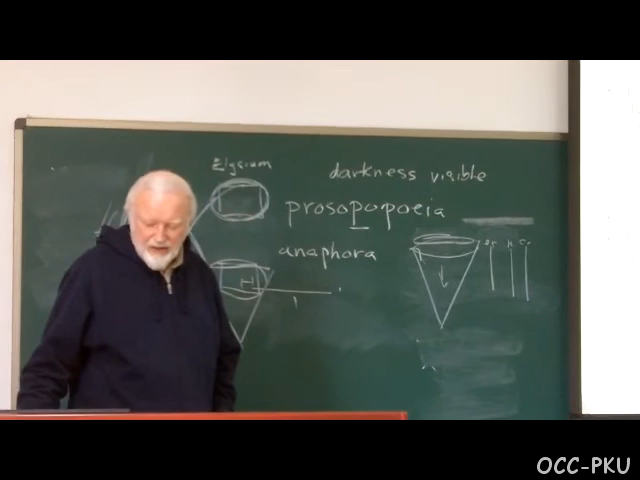 Elysium
darkness visible
prosopopoeia
anaphora
OCC-PKU